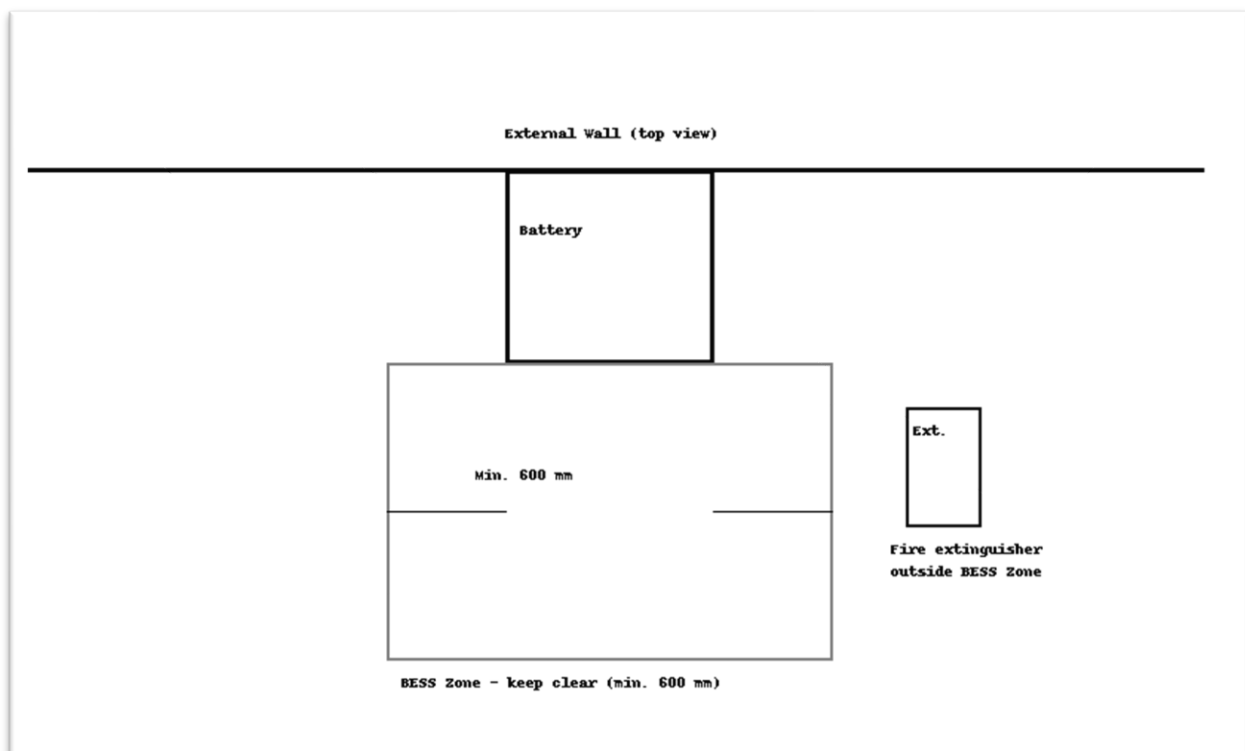 External Wall (top view)
Battery
Ext.
Min. 600 mm
Fire extinguisher
outside BESS Zone
BESS Zone - keep clear (min. 600 mm)